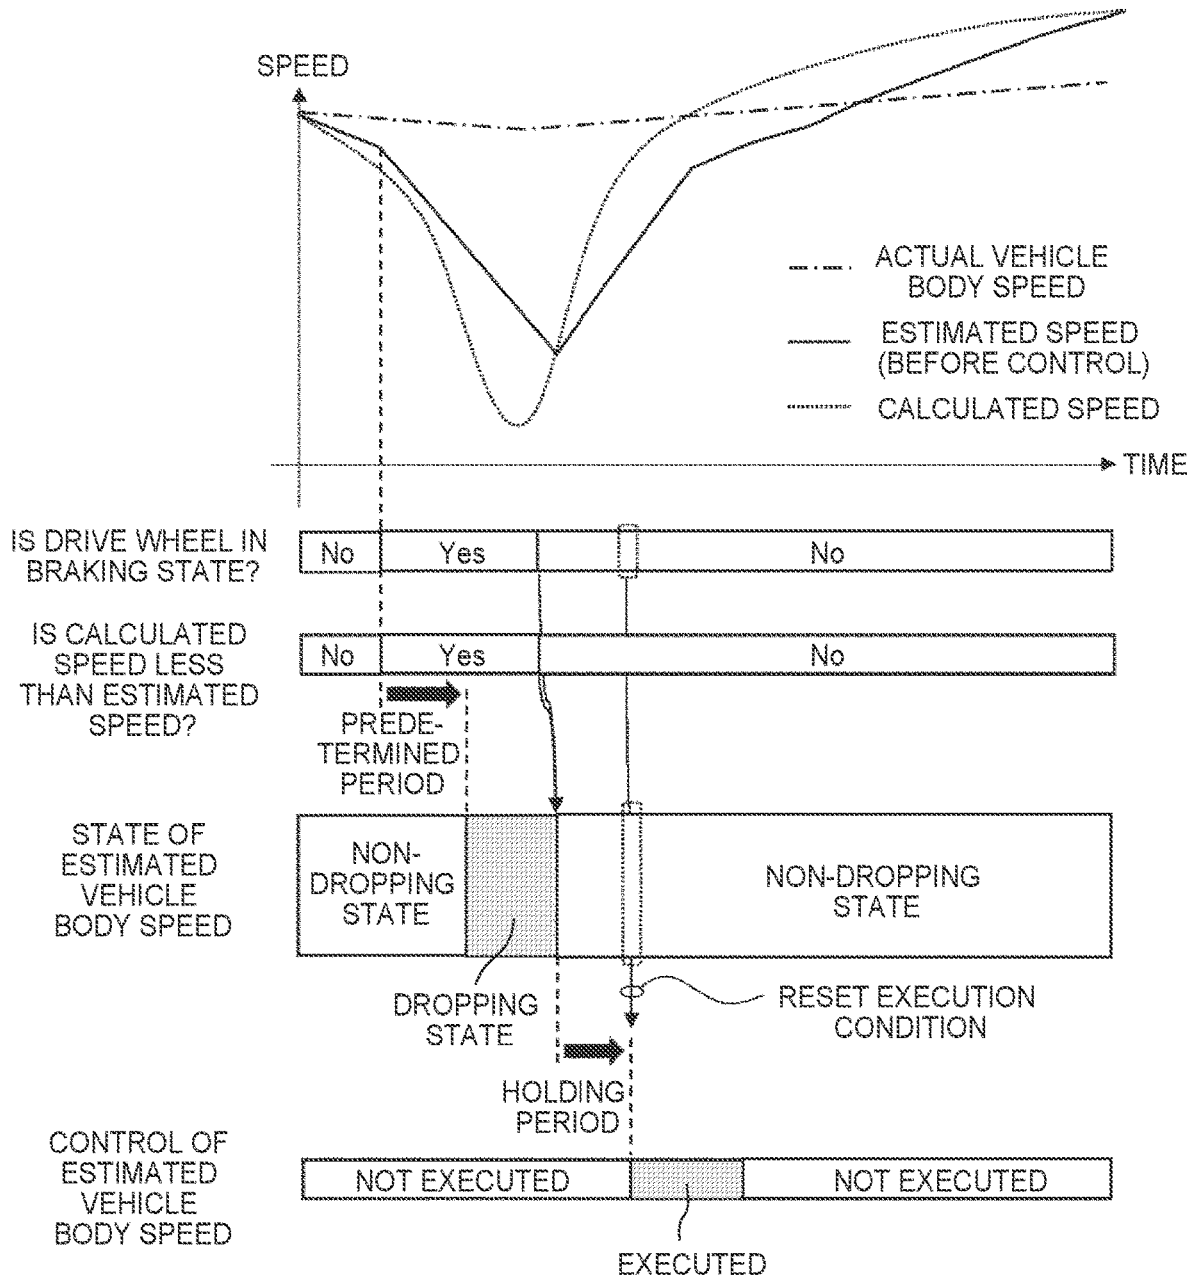 SPEED
ACTUAL VEHICLE
BODY SPEED
ESTIMATED SPEED
(BEFORE CONTROL)
CALCULATED SPEED
TIME
IS DRIVE WHEEL IN
BRAKING STATE?
No
Yes
No
IS CALCULATED
SPEED LESS
THAN ESTIMATED
SPEED?
No
Yes
No
PREDE-
TERMINED
PERIOD
STATE OF
ESTIMATED
VEHICLE
BODY SPEED
NON-
DROPPING
STATE
NON-DROPPING
STATE
DROPPING
STATE
RESET EXECUTION
CONDITION
HOLDING
PERIOD
CONTROL OF
ESTIMATED
VEHICLE
BODY SPEED
NOT EXECUTED
NOT EXECUTED
EXECUTED